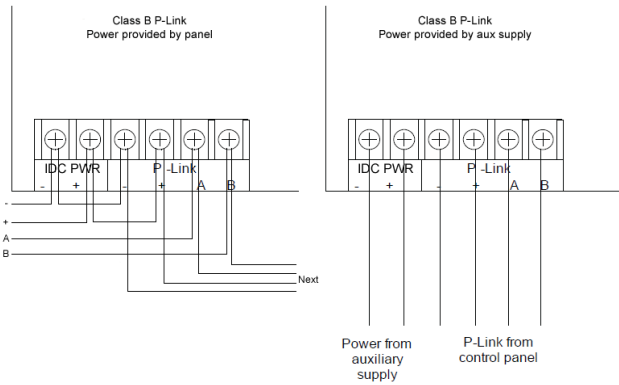 Class B P-Link
Power provided by panel
IDC PWR
P -Link
- + - + A B
-
+
A
B
Next
Class B P-Link
Power provided by aux supply
IDC PWR
P -Link
- + - + A B
Power from
auxiliary
supply
P-Link from
control panel